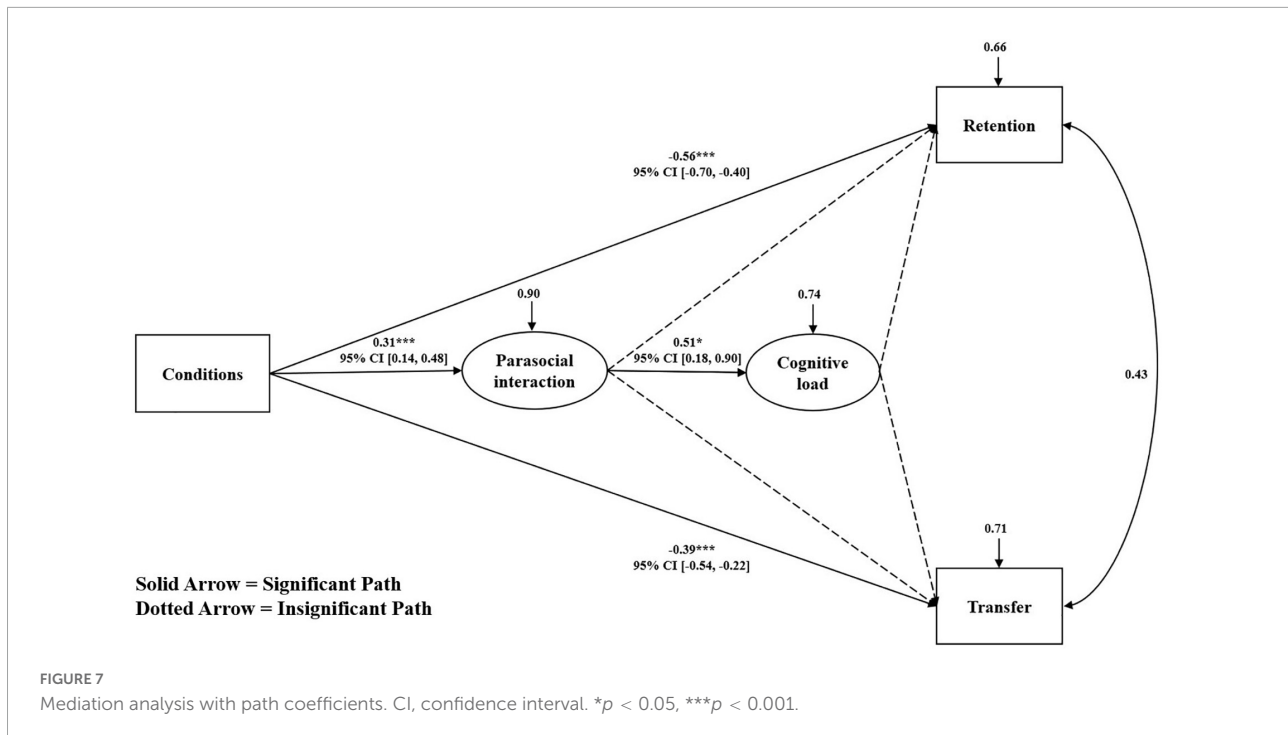 0.66
Retention
-0.56***
95% CI [-0.70, -0.40]
0.90
0.74
0.31***
95% CI [0.14, 0.48]
0.51*
95% CI [0.18, 0.90]
Conditions
Parasocial
interaction
Cognitive
load
0.43
-0.39***
95% CI [-0.54, -0.22]
0.71
Transfer
Solid Arrow = Significant Path
Dotted Arrow = Insignificant Path
FIGURE 7
Mediation analysis with path coefficients. CI, confidence interval. *p < 0.05, ***p < 0.001.